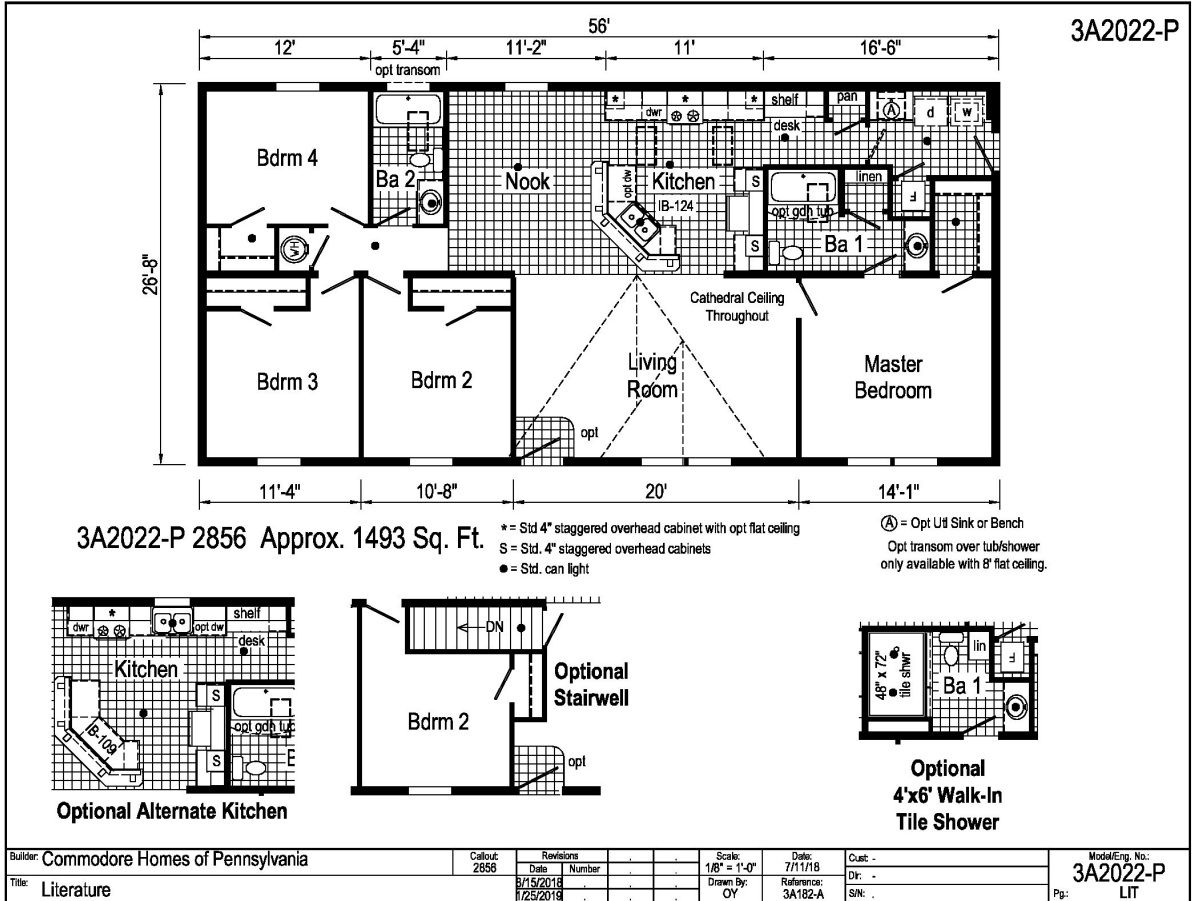 3A2022-P
56'
12'
5'-4"
11'-2"
11'
16'-6"
opt transom
26'-8"
Bdrm 4
Ba 2
Nook
* * *
dwr
shelf
pan
desk
A
d
w
Kitchen
IB-124
opt dw
S
S
linen
opt gdn tub
Ba 1
F
WH
Cathedral Ceiling
Throughout
Bdrm 3
Bdrm 2
Living
Room
Master
Bedroom
opt
11'-4"
10'-8"
20'
14'-1"
3A2022-P 2856 Approx. 1493 Sq. Ft.
* = Std 4" staggered overhead cabinet with opt flat ceiling
S = Std. 4" staggered overhead cabinets
● = Std. can light
A = Opt Utl Sink or Bench
Opt transom over tub/shower
only available with 8' flat ceiling.
dwr
*
opt dw
shelf
desk
Kitchen
S
S
IB-109
opt gdn tub
Optional Alternate Kitchen
DN
Bdrm 2
opt
Optional
Stairwell
48" x 72"
tile shwr
lin
F
Ba 1
Optional
4'x6' Walk-In
Tile Shower
Builder: Commodore Homes of Pennsylvania
Title: Literature
Callout:
2856
Revisions
Date Number
8/15/2018
1/25/2019
Scale:
1/8" = 1'-0"
Drawn By:
OY
Date:
7/11/18
Reference:
3A182-A
Cust: -
Dir: -
S/N: .
Model/Eng. No.:
3A2022-P
Pg.: LIT